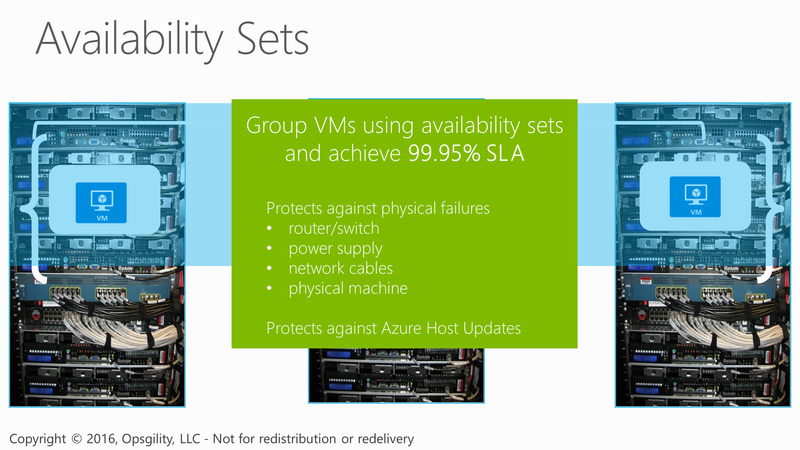 Availability Sets
Group VMs using availability sets
and achieve 99.95% SLA
Protects against physical failures
• router/switch
• power supply
• network cables
• physical machine
Protects against Azure Host Updates
VM
VM
Copyright © 2016, Opsgility, LLC - Not for redistribution or redelivery